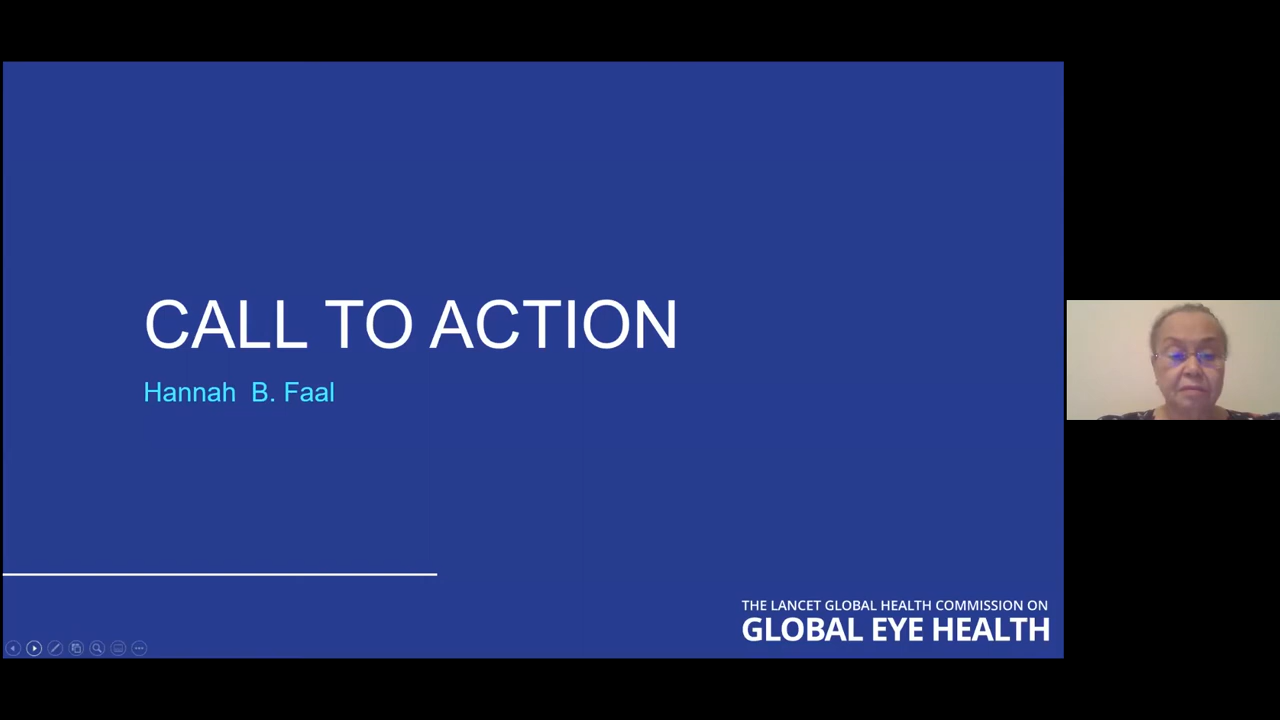 CALL TO ACTION
Hannah B. Faal
THE LANCET GLOBAL HEALTH COMMISSION ON
GLOBAL EYE HEALTH